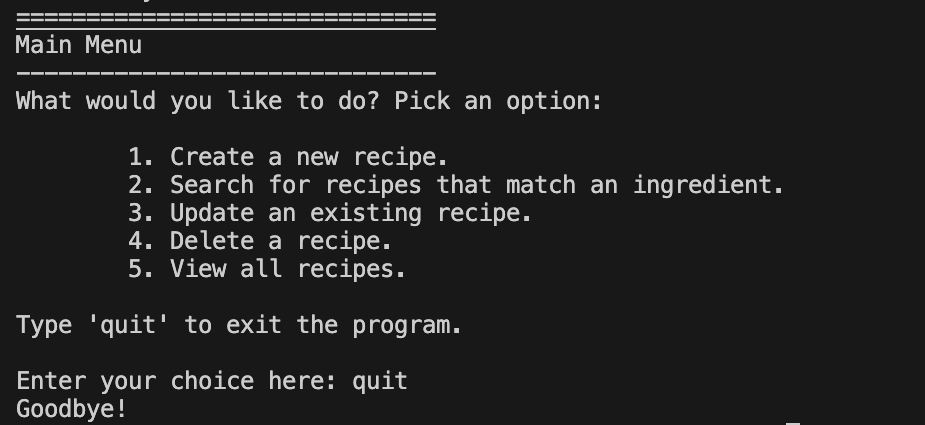 ==============================
Main Menu
------------------------------
What would you like to do? Pick an option:
1. Create a new recipe.
2. Search for recipes that match an ingredient.
3. Update an existing recipe.
4. Delete a recipe.
5. View all recipes.
Type 'quit' to exit the program.
Enter your choice here: quit
Goodbye!